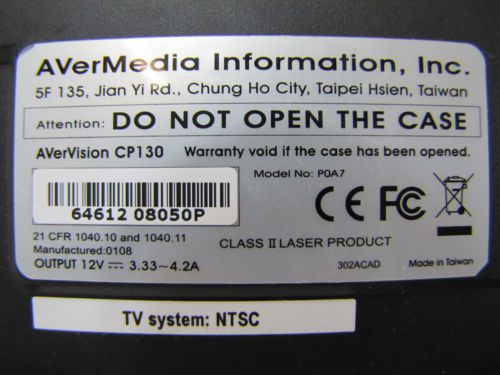 AVerMedia Information, Inc.
5F 135, Jian Yi Rd., Chung Ho City, Taipei Hsien, Taiwan
Attention: DO NOT OPEN THE CASE
AVerVision CP130 Warranty void if the case has been opened.
Model No: P0A7
64612 08050P
CE FC
21 CFR 1040.10 and 1040.11
Manufactured:0108
CLASS II LASER PRODUCT
OUTPUT 12V ⎓ 3.33~4.2A
302ACAD
Made in Taiwan
TV system: NTSC